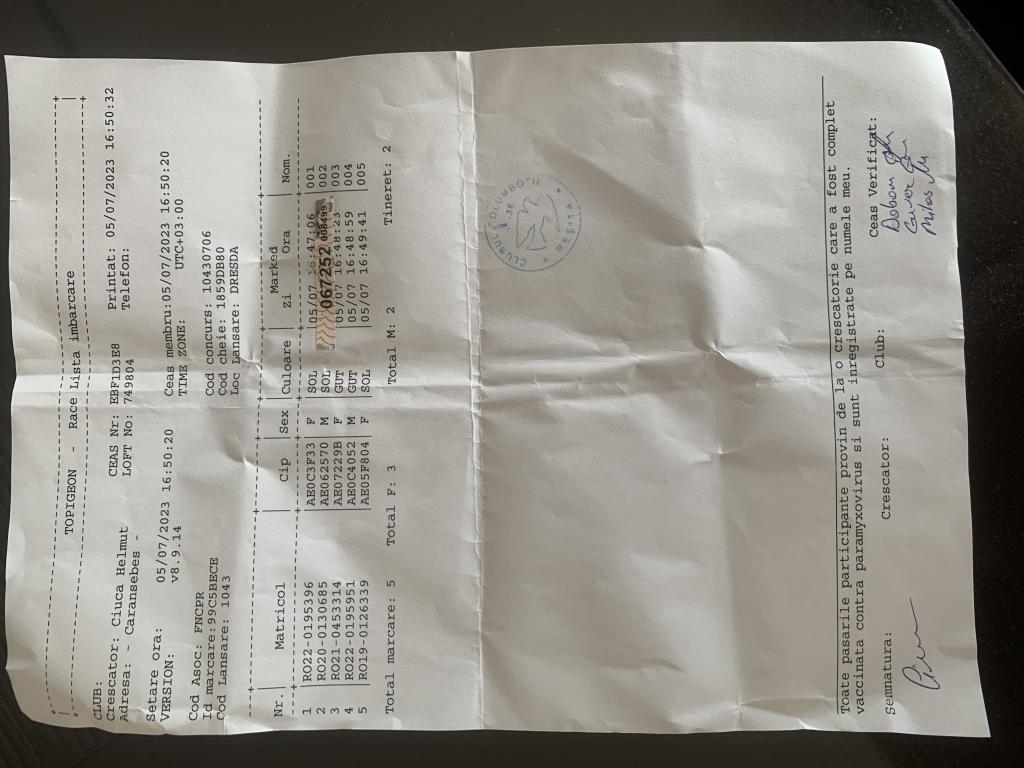 TOPIGEON - Race Lista imbarcare
CLUB:
Crescator: Ciuca Helmut CEAS Nr: EBF1D3E8 Printat: 05/07/2023 16:50:32
Adresa: - Caransebes - LOFT No: 749804 Telefon:
Setare ora: 05/07/2023 16:50:20 Ceas membru:05/07/2023 16:50:20
VERSION: v8.9.14 TIME ZONE: UTC+03:00
Cod Asoc: FNCPR Cod concurs: 10430706
Id marcare:99C5BECE Cod cheie: 1859DB80
Cod Lansare: 1043 Loc Lansare: DRESDA
Marked
Nr. Matricol Cip Sex Culoare Zi Ora Nom.
1 RO22-0195396 AE0C3F33 F SOL 05/07 16:47:06 001
2 RO20-0130685 AE062570 M SOL 002
067252 008499
3 RO21-0453314 AE07229B F GUT 05/07 16:48:23 003
4 RO22-0195951 AE0C4052 M GUT 05/07 16:48:59 004
5 RO19-0126339 AE05F804 F SOL 05/07 16:49:41 005
Total marcare: 5 Total F: 3 Total M: 2 Tineret: 2
CLUBUL COLUMBOFIL
RESITA
Toate pasarile participante provin de la o crescatorie care a fost complet
vaccinata contra paramyxovirus si sunt inregistrate pe numele meu.
Semnatura: Crescator: Club: Ceas Verificat: